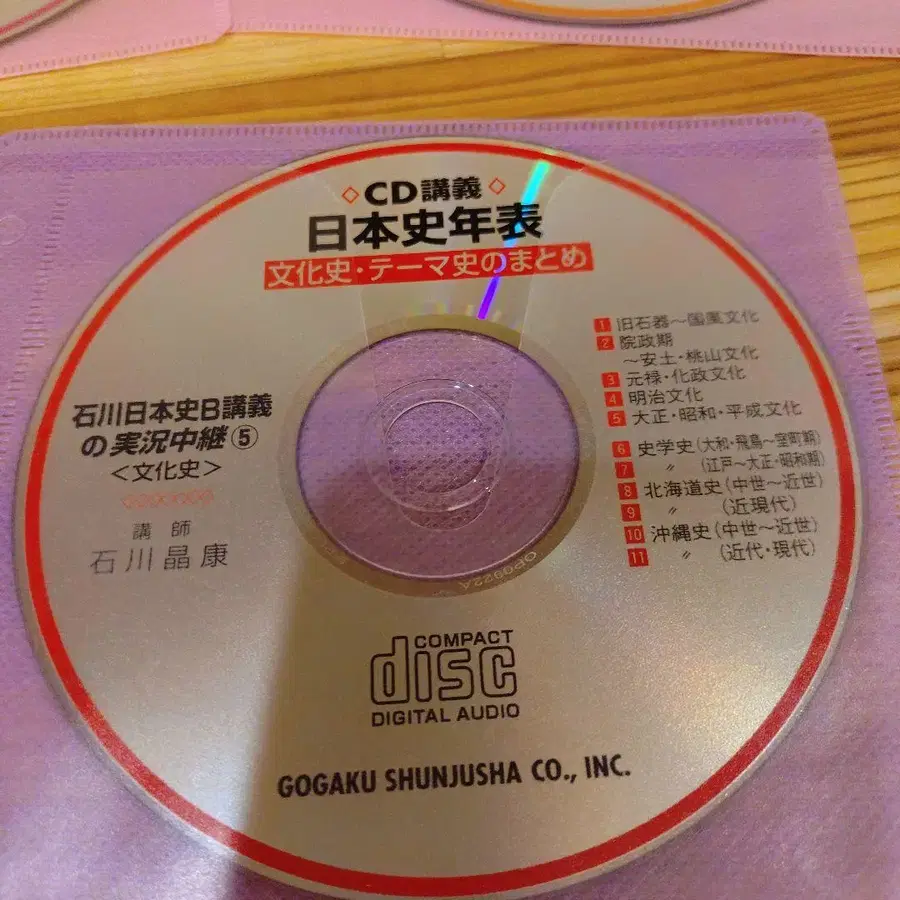 ◇CD講義◇
日本史年表
文化史・テーマ史のまとめ
石川日本史B講義
の実況中継⑤
<文化史>
講師
石川晶康
1 旧石器～国風文化
2 院政期
～安土・桃山文化
3 元禄・化政文化
4 明治文化
5 大正・昭和・平成文化
6 史学史(大和・飛鳥～室町期)
7 〃 (江戸～大正・昭和期)
8 北海道史(中世～近世)
9 〃 (近現代)
10 沖縄史(中世～近世)
11 〃 (近代・現代)
COMPACT
disc
DIGITAL AUDIO
GOGAKU SHUNJUSHA CO., INC.